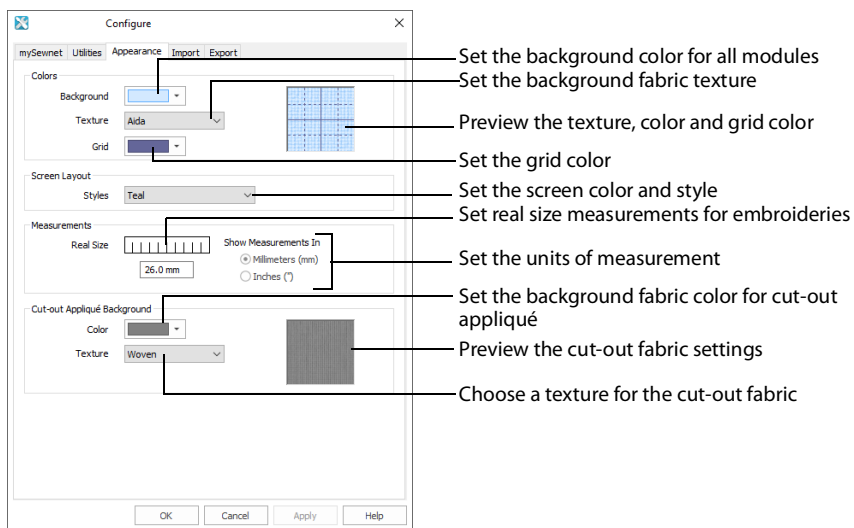 Configure
mySewnet Utilities Appearance Import Export
Colors
Background
Texture Aida
Grid
Screen Layout
Styles Teal
Measurements
Real Size
26.0 mm
Show Measurements In
Millimeters (mm)
Inches (")
Cut-out Appliqué Background
Color
Texture Woven
OK Cancel Apply Help
Set the background color for all modules
Set the background fabric texture
Preview the texture, color and grid color
Set the grid color
Set the screen color and style
Set real size measurements for embroideries
Set the units of measurement
Set the background fabric color for cut-out
appliqué
Preview the cut-out fabric settings
Choose a texture for the cut-out fabric